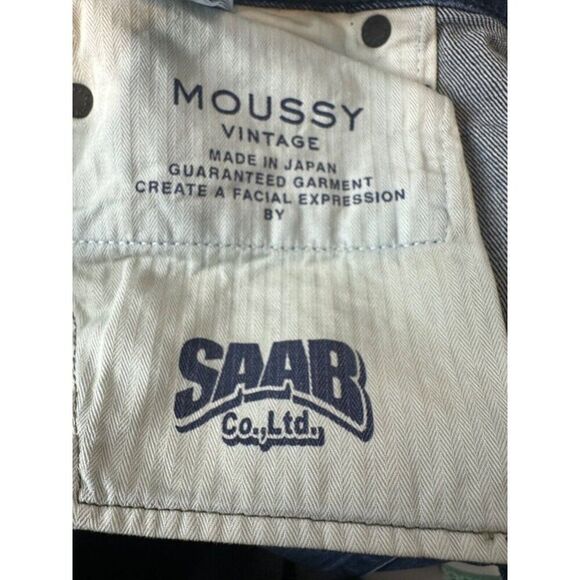 MOUSSY
VINTAGE
MADE IN JAPAN
GUARANTEED GARMENT
CREATE A FACIAL EXPRESSION
BY
SAAB
Co.,Ltd.,